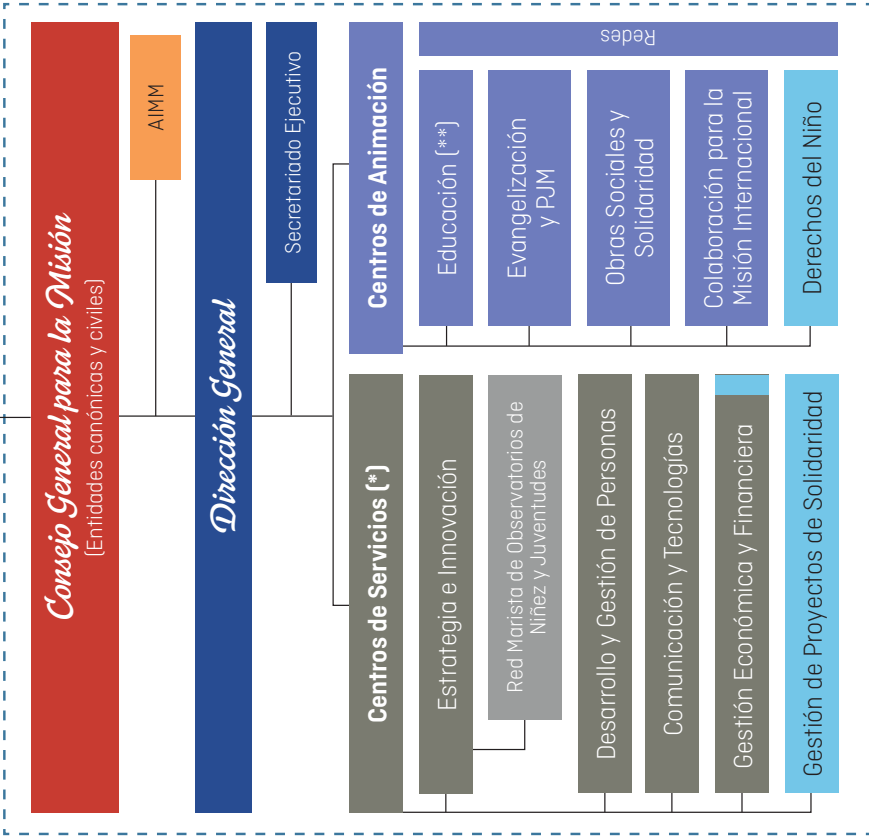 Consejo General para la Misión
(Entidades canónicas y civiles)
AIMM
Dirección General
Secretariado Ejecutivo
Centros de Servicios (*)
Estrategia e Innovación
Red Marista de Observatorios de
Niñez y Juventudes
Desarrollo y Gestión de Personas
Comunicación y Tecnologías
Gestión Económica y Financiera
Gestión de Proyectos de Solidaridad
Centros de Animación
Educación (**)
Evangelización
y PJM
Obras Sociales y
Solidaridad
Colaboración para la
Misión Internacional
Derechos del Niño
Redes